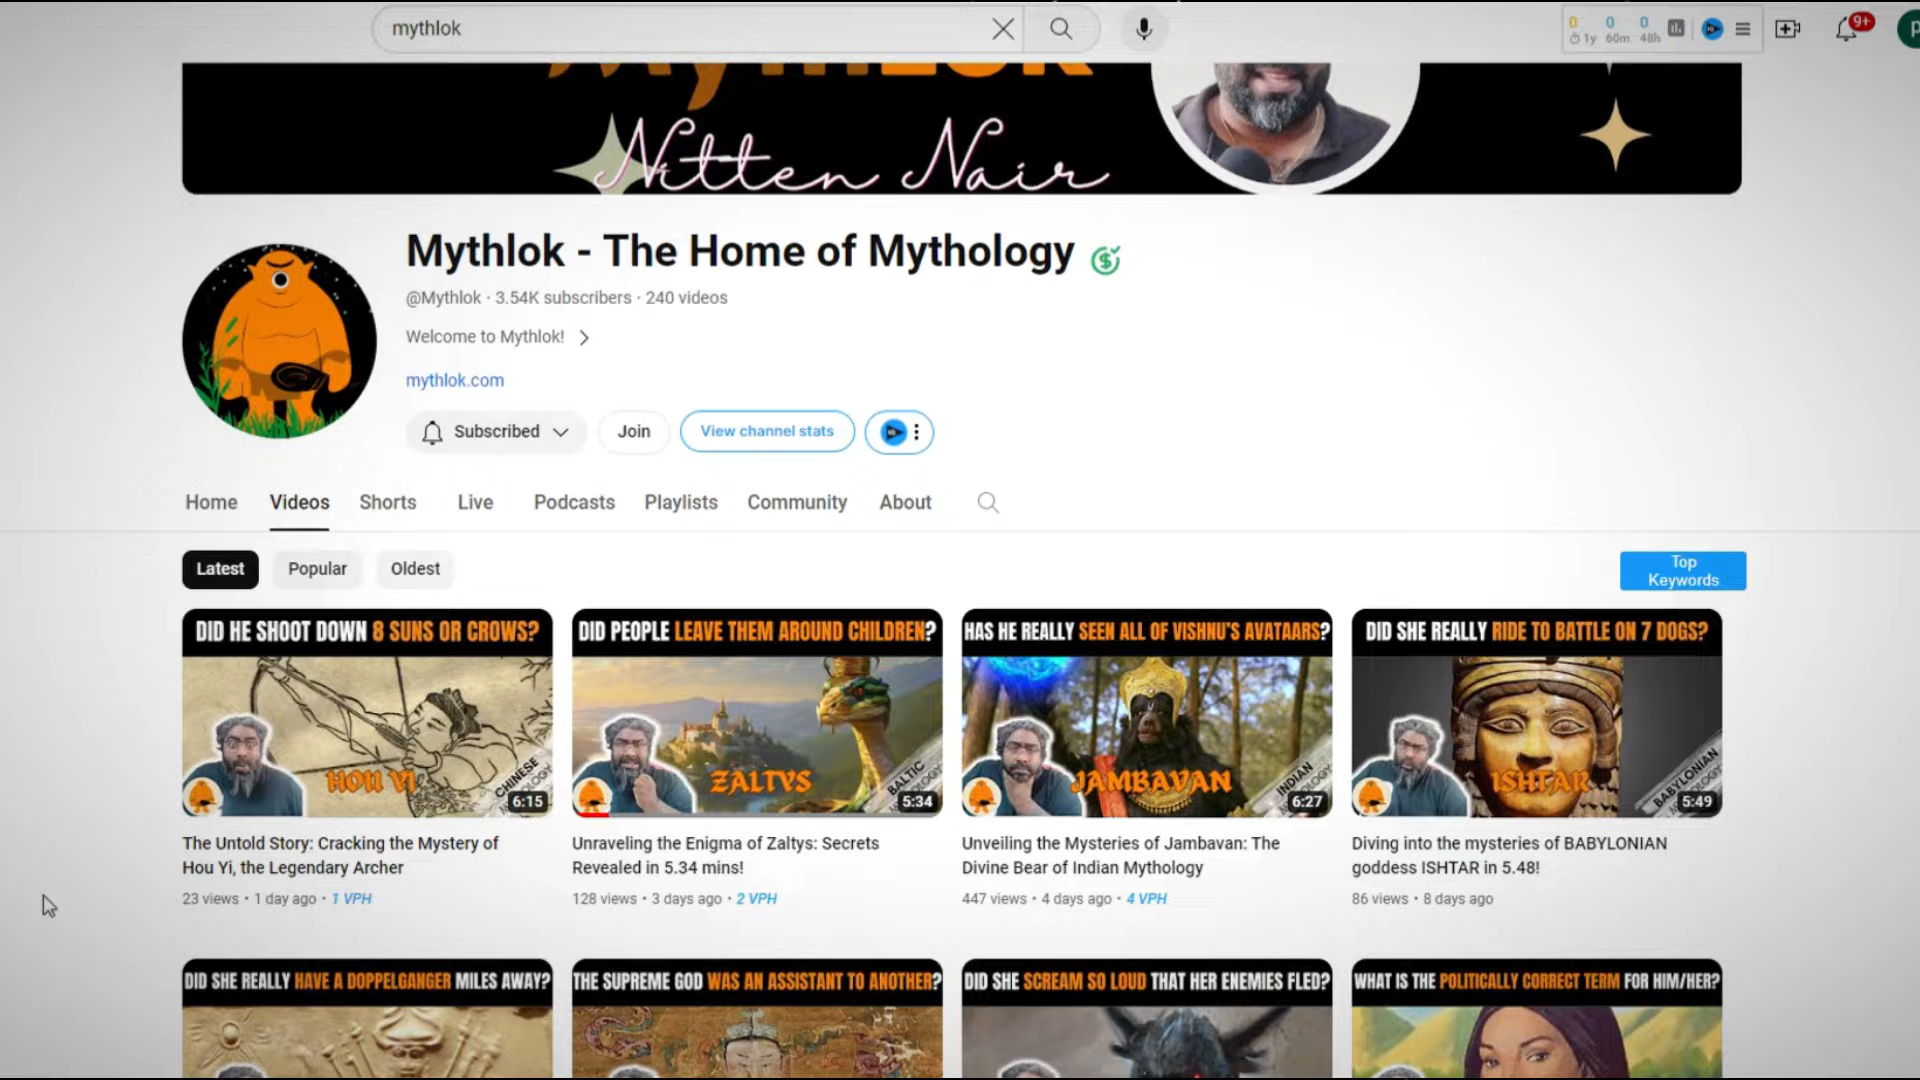 mythlok
0 0 0
1y 60m 48h
9+
MythLOK
Nitten Nair
Mythlok - The Home of Mythology
@Mythlok · 3.54K subscribers · 240 videos
Welcome to Mythlok!
mythlok.com
Subscribed
Join
View channel stats
Home Videos Shorts Live Podcasts Playlists Community About
Latest Popular Oldest
Top
Keywords
DID HE SHOOT DOWN 8 SUNS OR CROWS?
HOU YI
CHINESE
6:15
The Untold Story: Cracking the Mystery of
Hou Yi, the Legendary Archer
23 views • 1 day ago • 1 VPH
DID PEOPLE LEAVE THEM AROUND CHILDREN?
ZALTYS
BALTIC
5:34
Unraveling the Enigma of Zaltys: Secrets
Revealed in 5.34 mins!
128 views • 3 days ago • 2 VPH
HAS HE REALLY SEEN ALL OF VISHNU'S AVATAARS?
JAMBAVAN
INDIAN
6:27
Unveiling the Mysteries of Jambavan: The
Divine Bear of Indian Mythology
447 views • 4 days ago • 4 VPH
DID SHE REALLY RIDE TO BATTLE ON 7 DOGS?
ISHTAR
BABYLONIAN
5:49
Diving into the mysteries of BABYLONIAN
goddess ISHTAR in 5.48!
86 views • 8 days ago
DID SHE REALLY HAVE A DOPPELGANGER MILES AWAY?
THE SUPREME GOD WAS AN ASSISTANT TO ANOTHER?
DID SHE SCREAM SO LOUD THAT HER ENEMIES FLED?
WHAT IS THE POLITICALLY CORRECT TERM FOR HIM/HER?